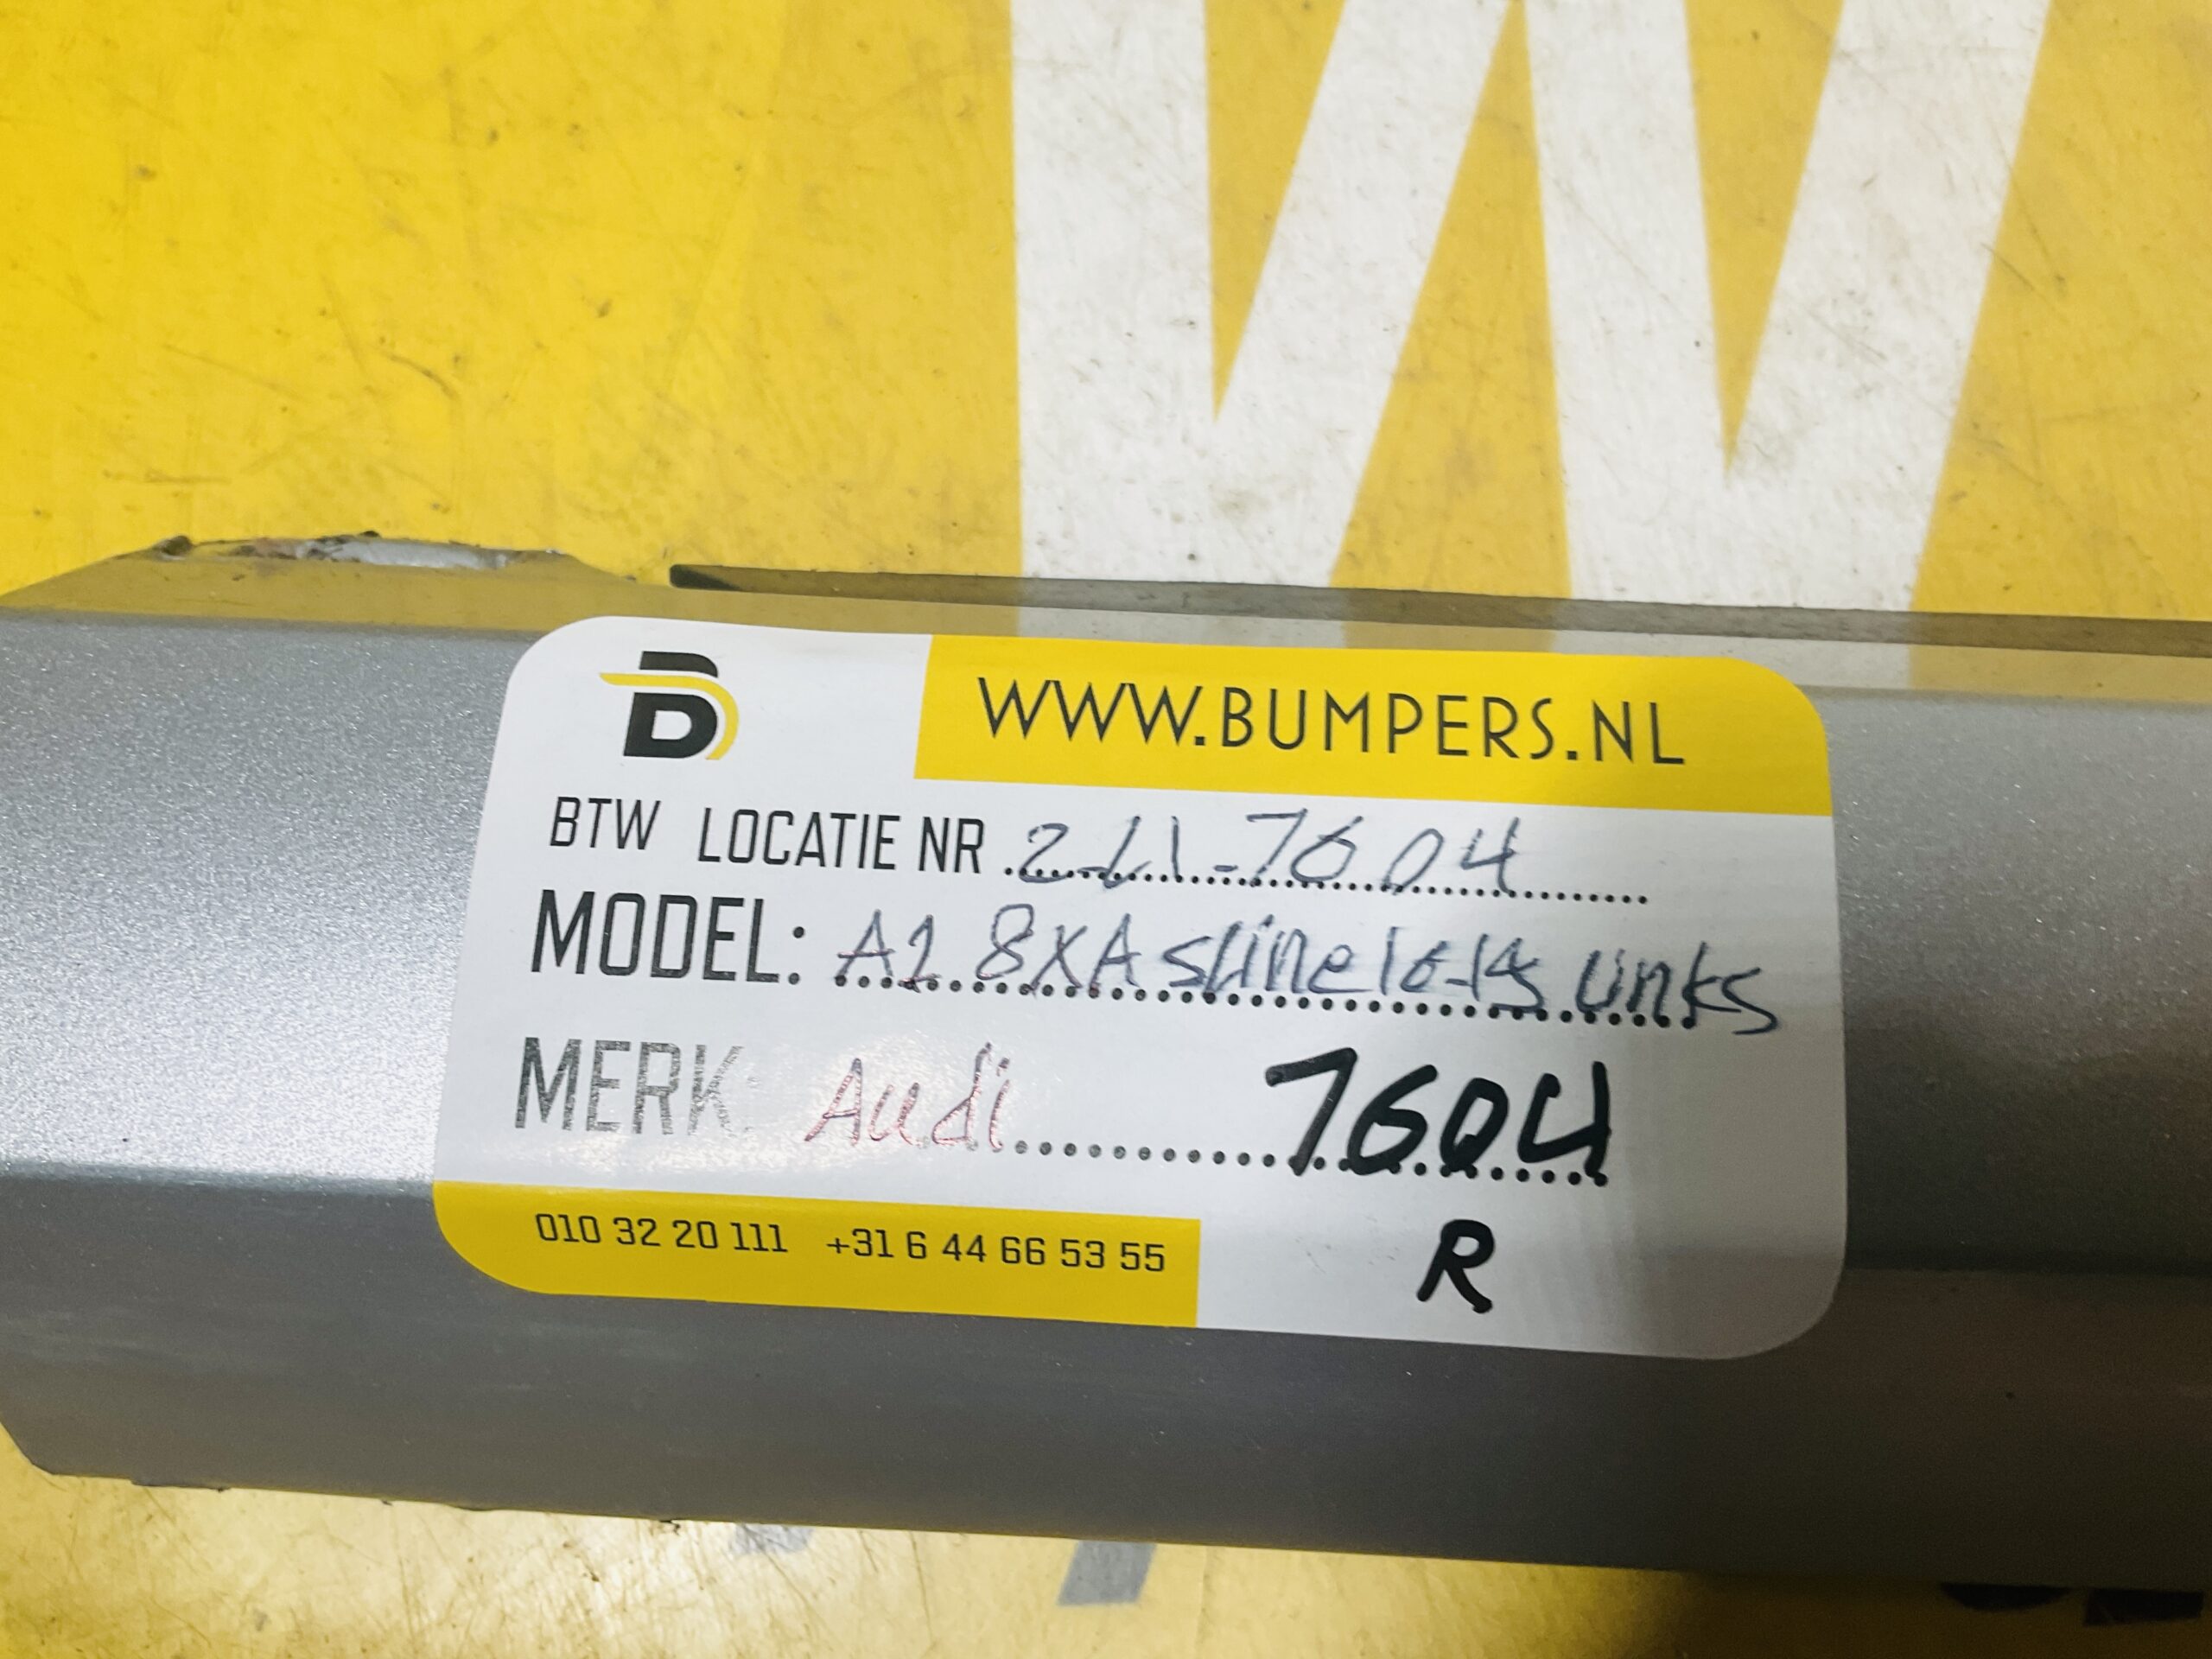 WWW.BUMPERS.NL
BTW LOCATIE NR 2-L1-7604
MODEL: A1 8XA sline 10-14 links
MERK: Audi 7604
010 32 20 111 +31 6 44 66 53 55
R